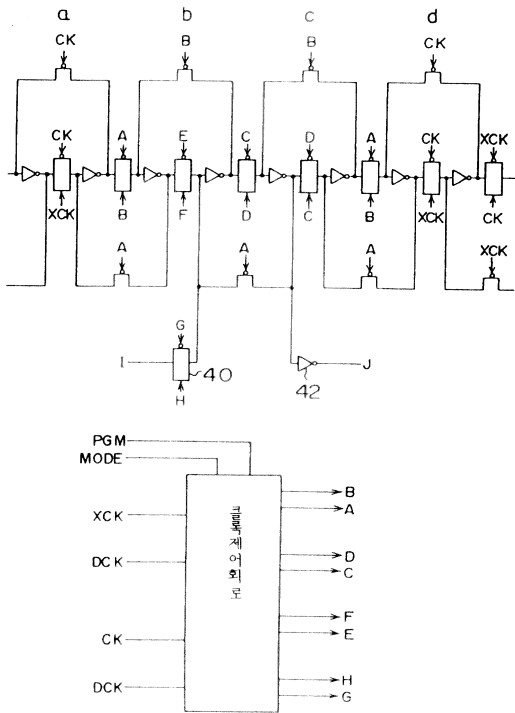 a b c d
CK B B CK
CK A E C D A CK XCK
XCK B F D C B XCK CK
A A A XCK
G
I 40 42 J
H
PGM
MODE
XCK
DCK
CK
DCK
클럭제어회로
B
A
D
C
F
E
H
G